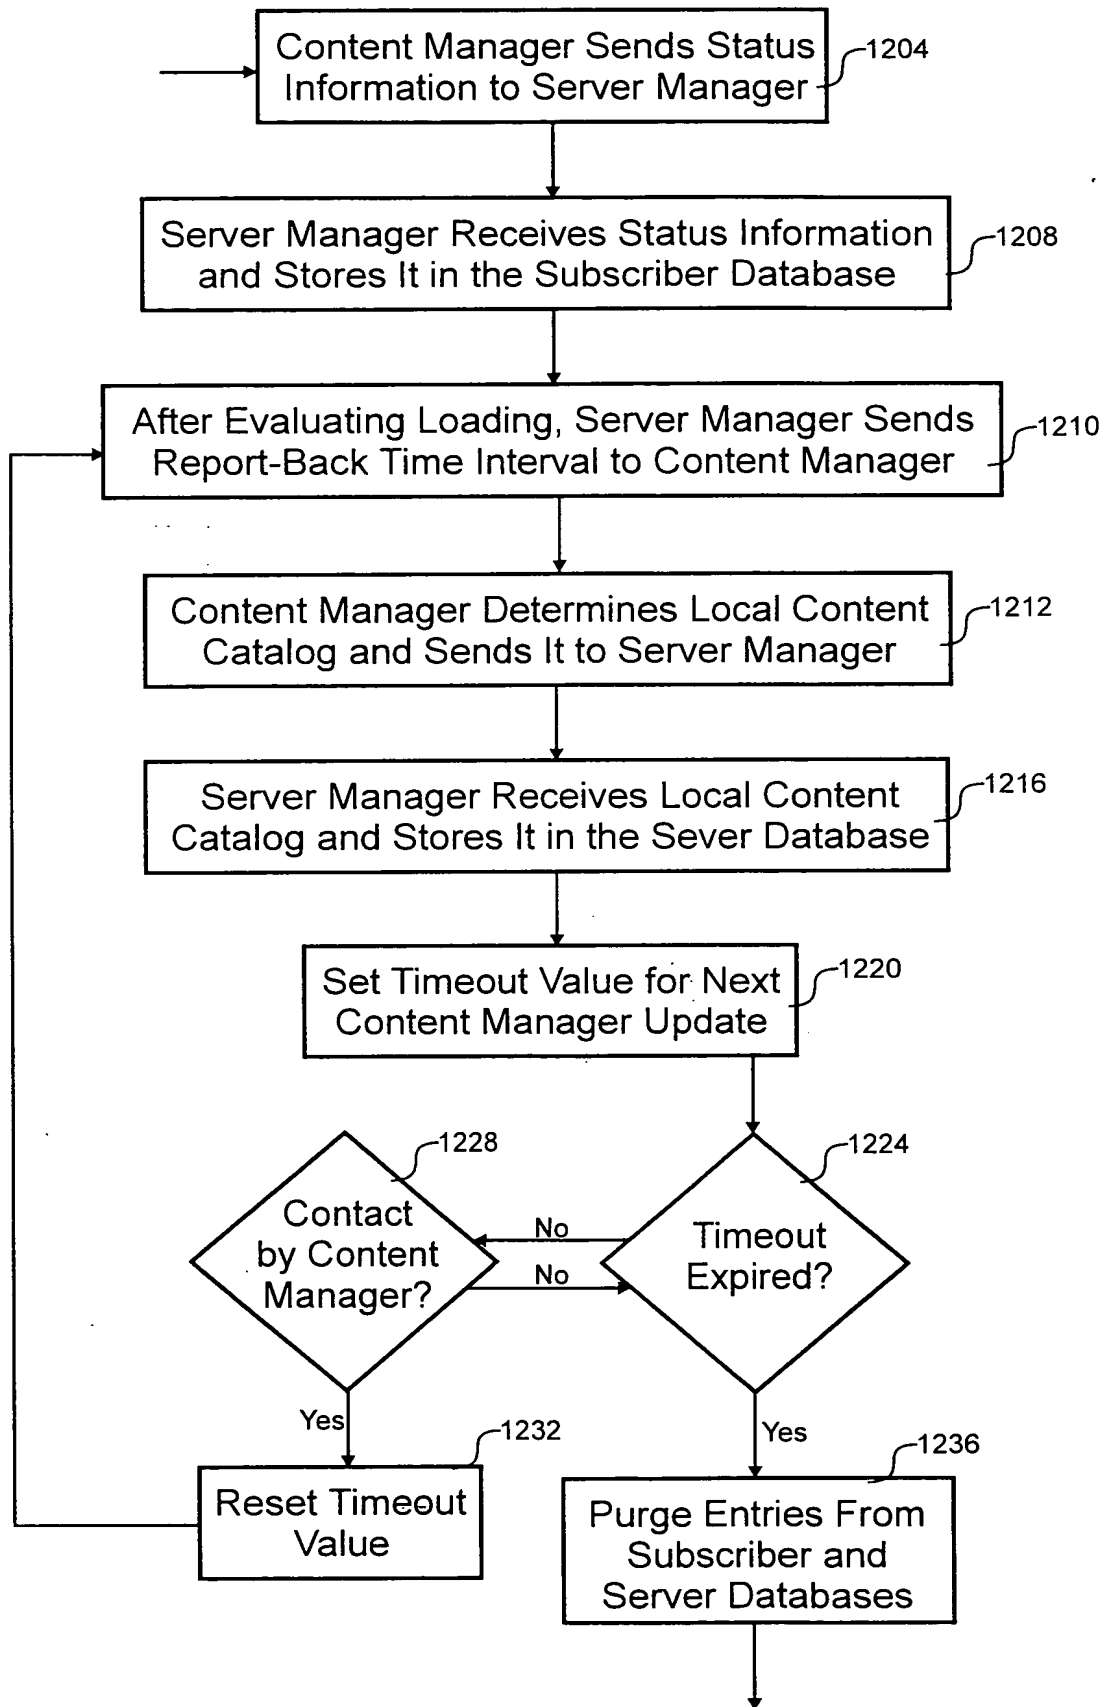 Content Manager Sends Status
Information to Server Manager
1204
Server Manager Receives Status Information
and Stores It in the Subscriber Database
1208
After Evaluating Loading, Server Manager Sends
Report-Back Time Interval to Content Manager
1210
Content Manager Determines Local Content
Catalog and Sends It to Server Manager
1212
Server Manager Receives Local Content
Catalog and Stores It in the Sever Database
1216
Set Timeout Value for Next
Content Manager Update
1220
1228
Contact
by Content
Manager?
No
No
1224
Timeout
Expired?
Yes
1232
Reset Timeout
Value
Yes
1236
Purge Entries From
Subscriber and
Server Databases